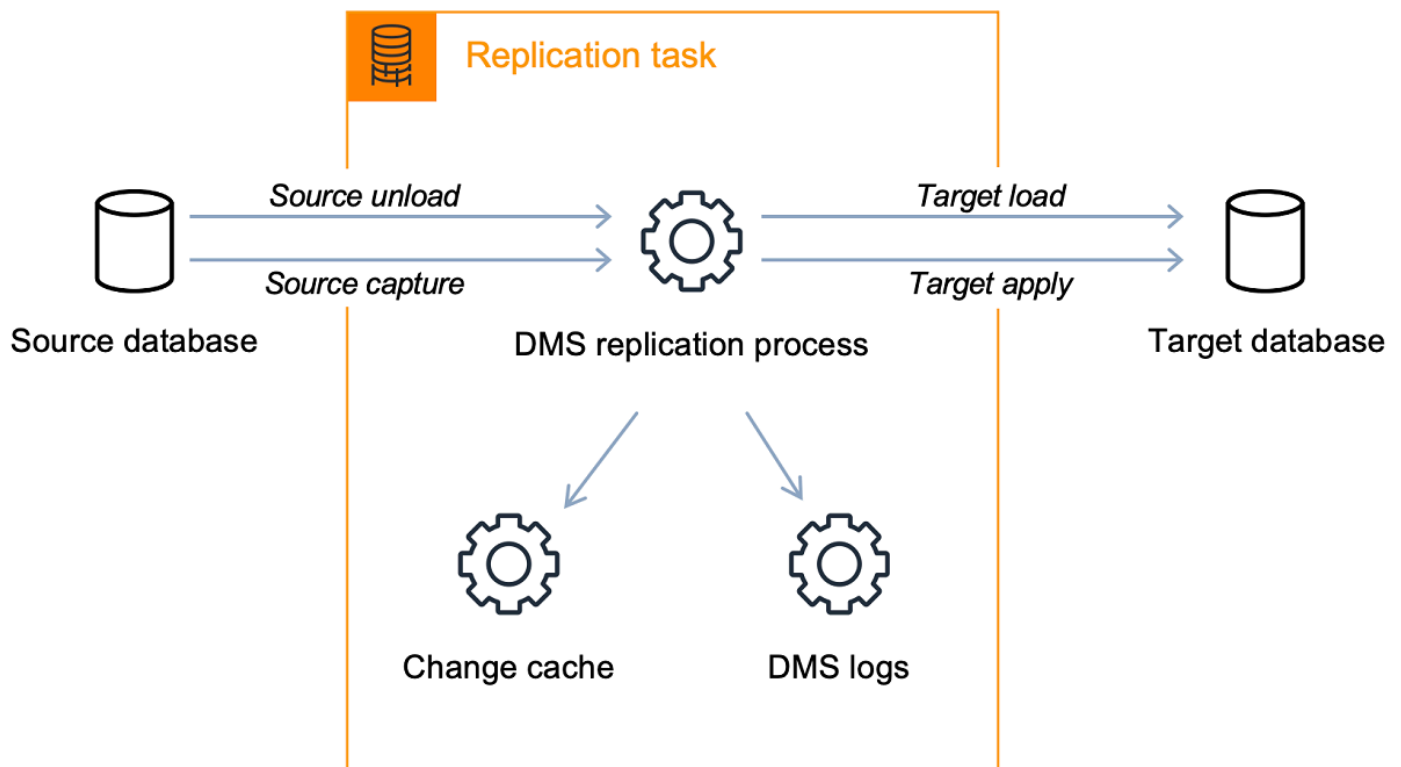 Replication task
Source unload
Target load
Source capture
Target apply
Source database
DMS replication process
Target database
Change cache
DMS logs